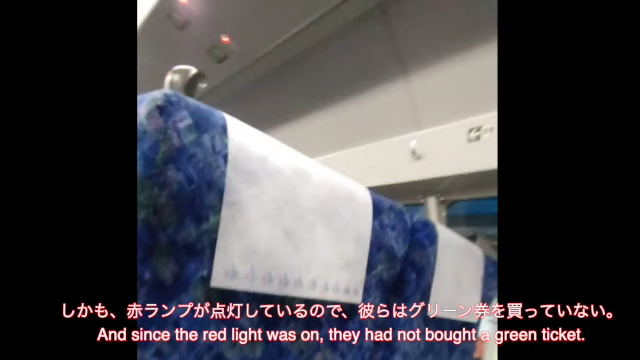 しかも、赤ランプが点灯しているので、彼らはグリーン券を買っていない。
And since the red light was on, they had not bought a green ticket.